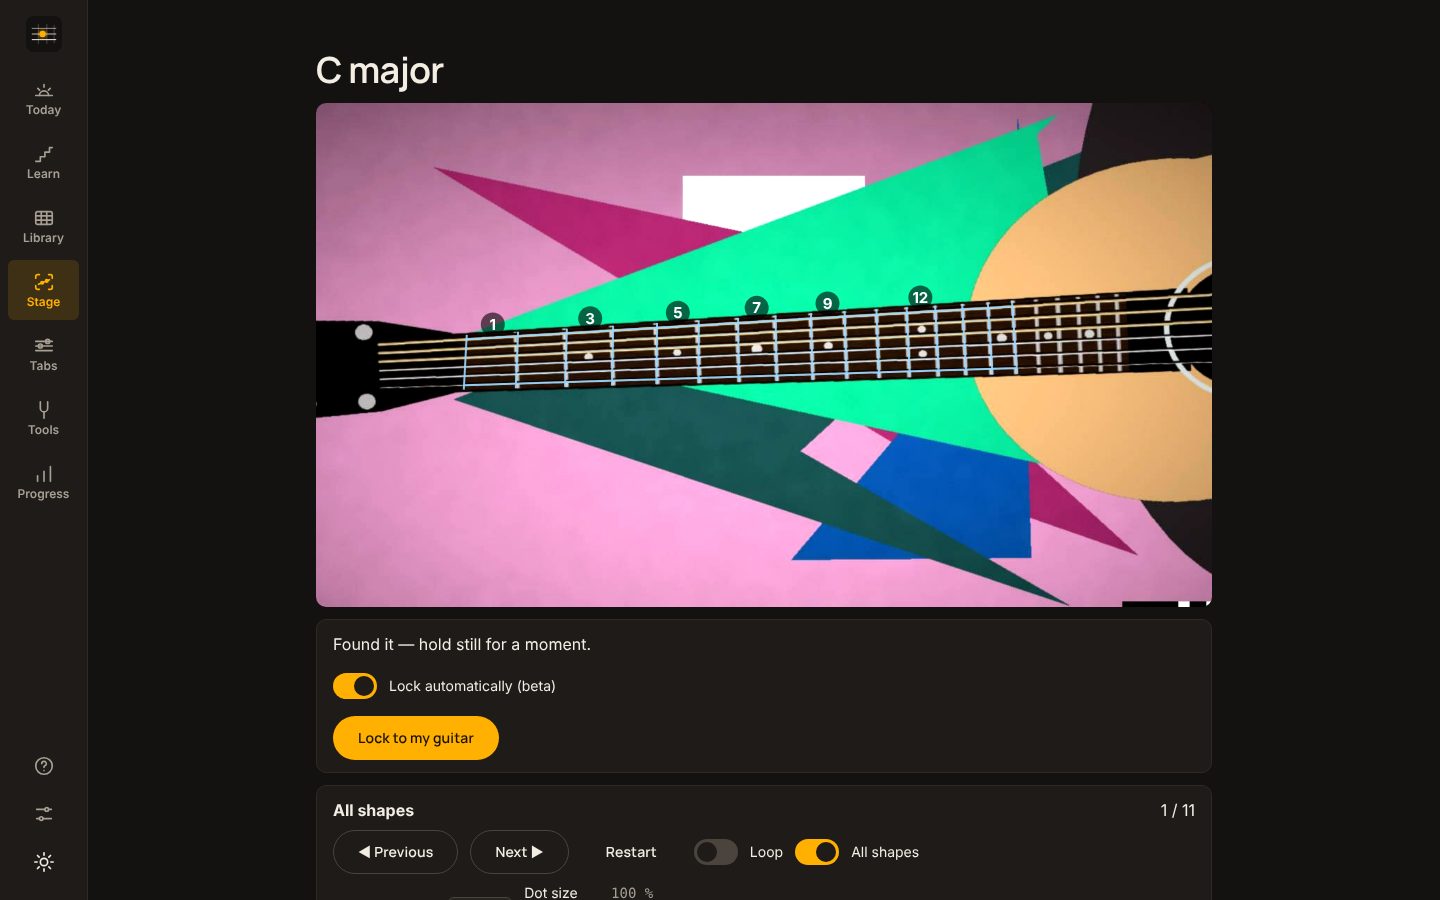 C major
Today
Learn
Library
Stage
Tabs
Tools
Progress
1 3 5 7 9 12
Found it — hold still for a moment.
Lock automatically (beta)
Lock to my guitar
All shapes 1 / 11
◀ Previous Next ▶ Restart Loop All shapes
Dot size 100 %